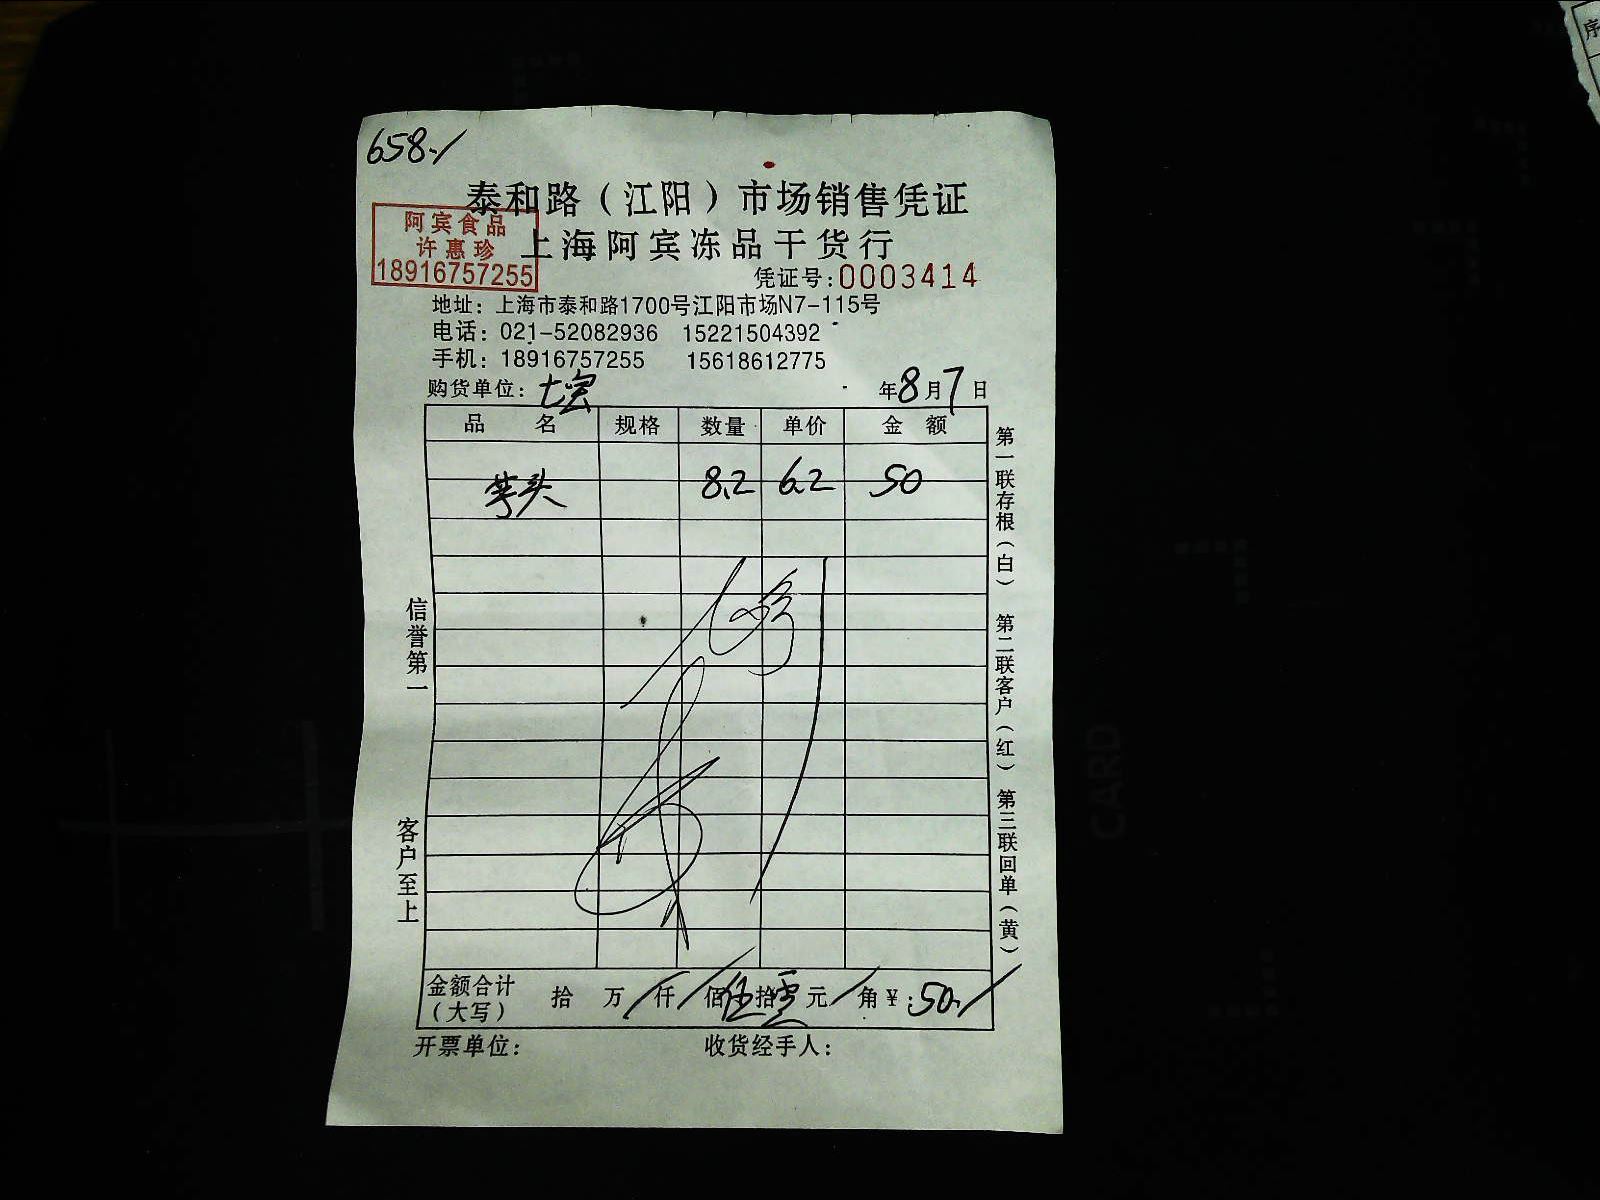 658.-/
泰和路（江阳）市场销售凭证
阿宾食品
许惠珍
18916757255
上海阿宾冻品干货行
凭证号：0003414
地址：上海市泰和路1700号江阳市场N7-115号
电话：021-52082936 15221504392
手机：18916757255 15618612775
购货单位：七宝 年8月7日
品名 规格 数量 单价 金额
芋头 8.2 6.2 50
信誉第一
客户至上
第一联存根（白） 第二联客户（红） 第三联回单（黄）
金额合计（大写） 拾 万 仟 佰伍拾零元 角￥：50.-/
开票单位： 收货经手人：
序
CARD